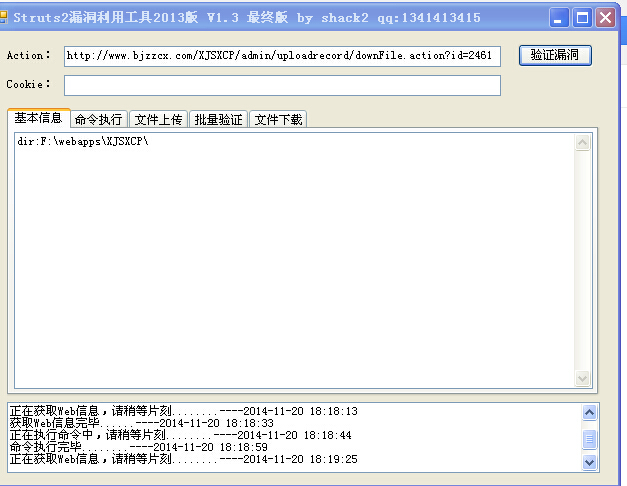 Struts2漏洞利用工具2013版 V1.3 最终版 by shack2 qq:1341413415
Action： http://www.bjzzcx.com/XJSXCP/admin/uploadrecord/downFile.action?id=2461 验证漏洞
Cookie：
基本信息 命令执行 文件上传 批量验证 文件下载
dir:F:\webapps\XJSXCP\
正在获取Web信息，请稍等片刻........----2014-11-20 18:18:13
获取Web信息完毕......----2014-11-20 18:18:33
正在执行命令中，请稍等片刻........----2014-11-20 18:18:44
命令执行完毕........----2014-11-20 18:18:59
正在获取Web信息，请稍等片刻........----2014-11-20 18:19:25